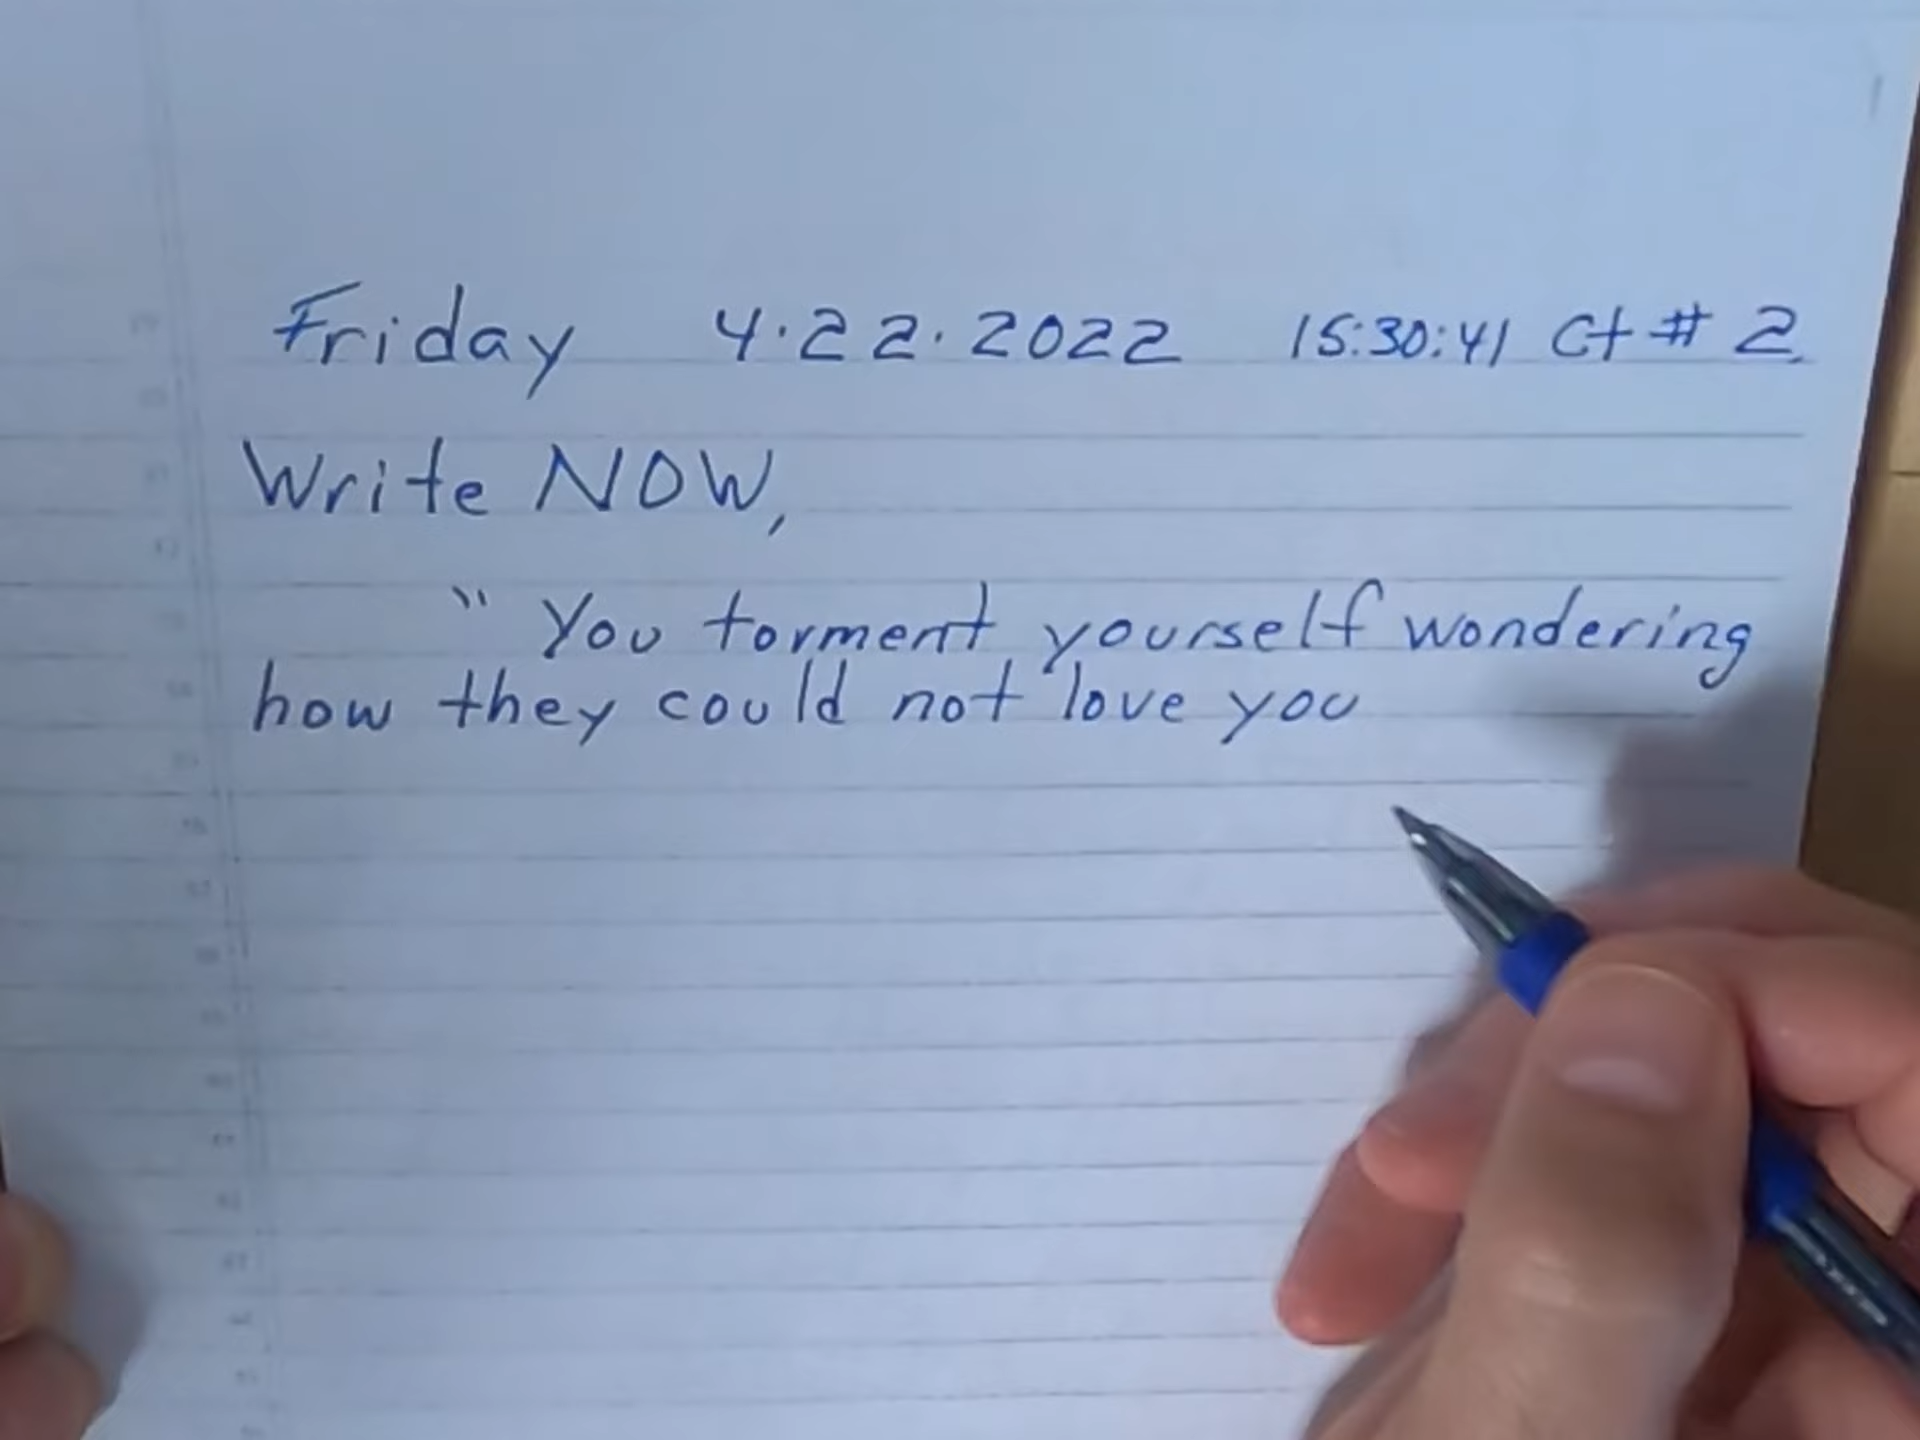 Friday 4.22.2022 15:30:41 Ct # 2.
Write NOW,
" You torment yourself wondering
how they could not love you